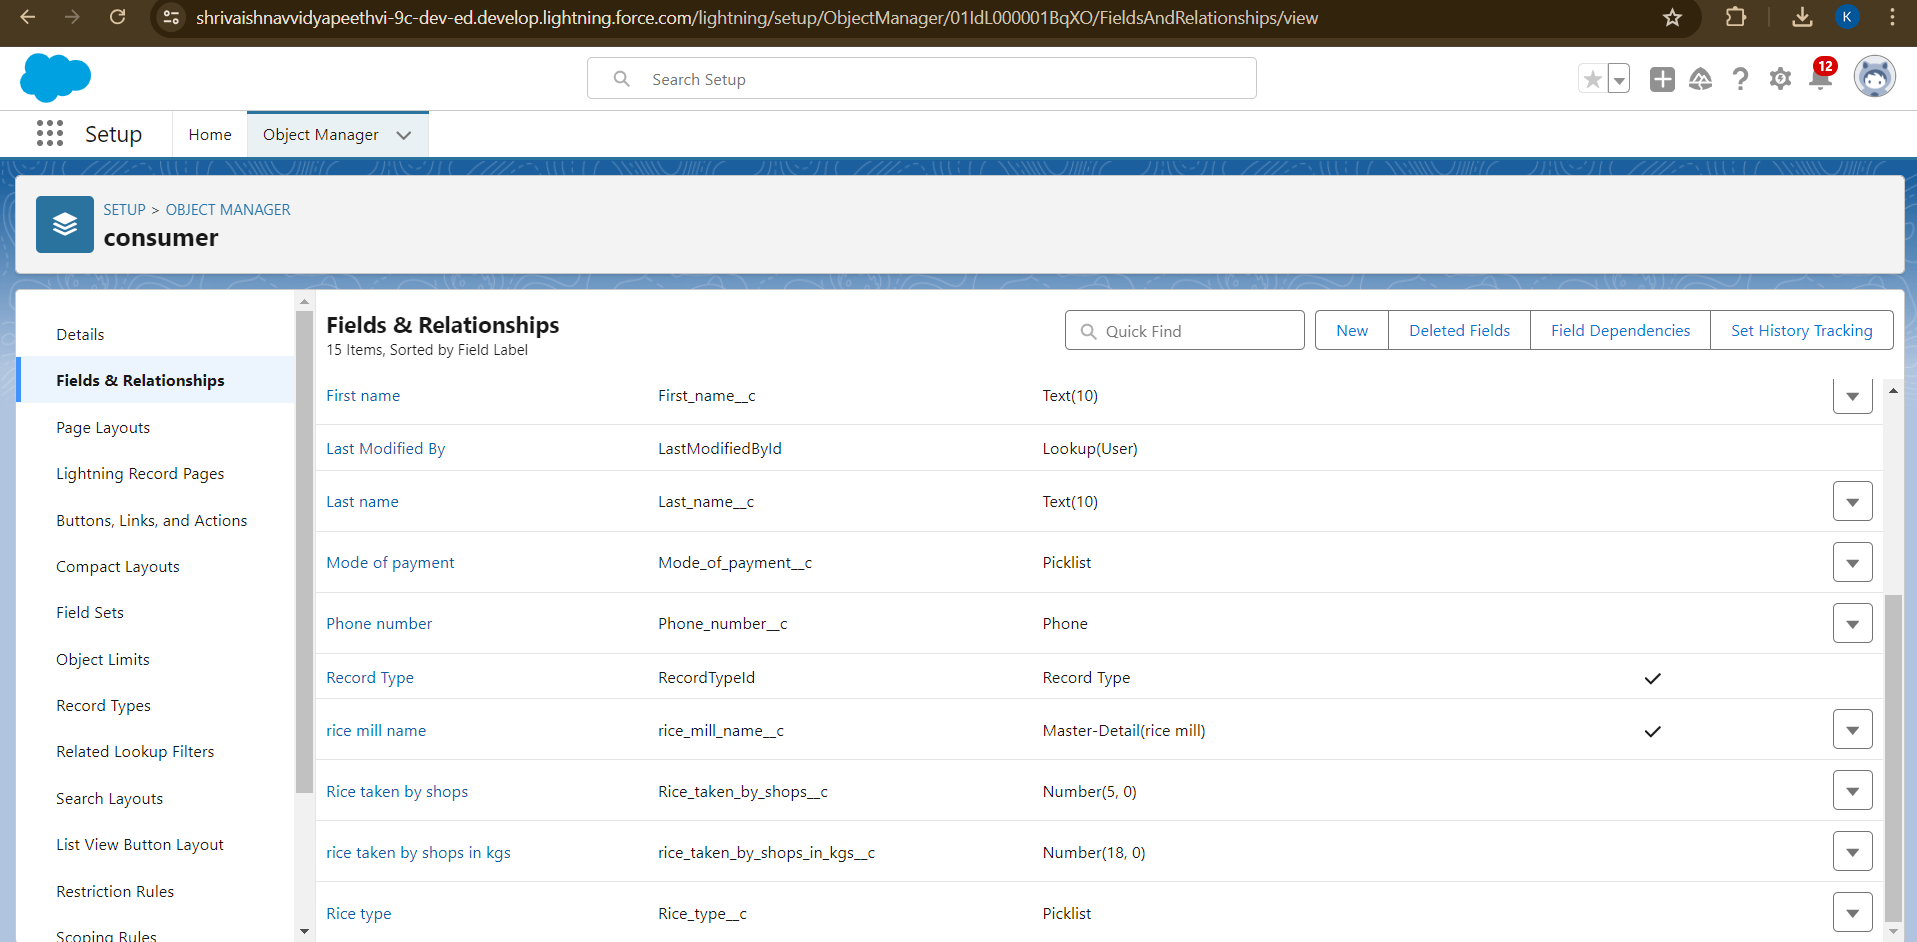 shrivaishnavvidyapeethvi-9c-dev-ed.develop.lightning.force.com/lightning/setup/ObjectManager/01IdL000001BqXO/FieldsAndRelationships/view
K
Search Setup
12
Setup
Home
Object Manager
SETUP > OBJECT MANAGER
consumer
Details
Fields & Relationships
Page Layouts
Lightning Record Pages
Buttons, Links, and Actions
Compact Layouts
Field Sets
Object Limits
Record Types
Related Lookup Filters
Search Layouts
List View Button Layout
Restriction Rules
Scoping Rules
Fields & Relationships
15 Items, Sorted by Field Label
Quick Find
New
Deleted Fields
Field Dependencies
Set History Tracking
First name First_name__c Text(10)
Last Modified By LastModifiedById Lookup(User)
Last name Last_name__c Text(10)
Mode of payment Mode_of_payment__c Picklist
Phone number Phone_number__c Phone
Record Type RecordTypeId Record Type
rice mill name rice_mill_name__c Master-Detail(rice mill)
Rice taken by shops Rice_taken_by_shops__c Number(5, 0)
rice taken by shops in kgs rice_taken_by_shops_in_kgs__c Number(18, 0)
Rice type Rice_type__c Picklist